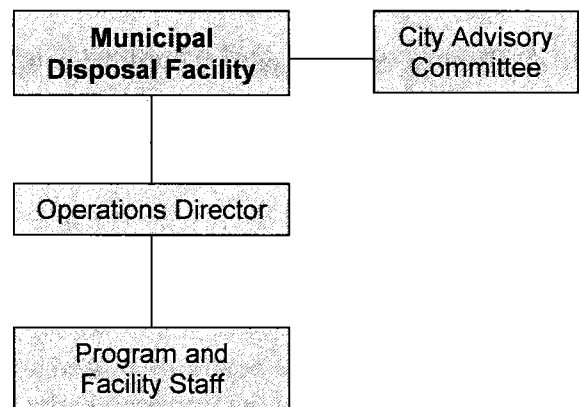 Municipal
Disposal Facility
City Advisory
Committee
Operations Director
Program and
Facility Staff